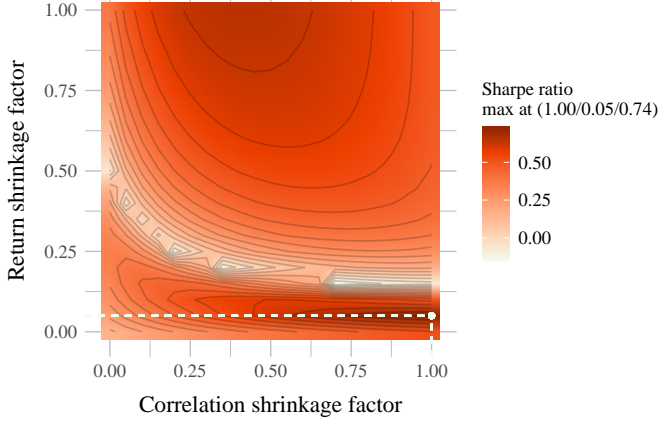 1.00
0.75
0.50
0.25
0.00
Return shrinkage factor
0.00 0.25 0.50 0.75 1.00
Correlation shrinkage factor
Sharpe ratio
max at (1.00/0.05/0.74)
0.50
0.25
0.00